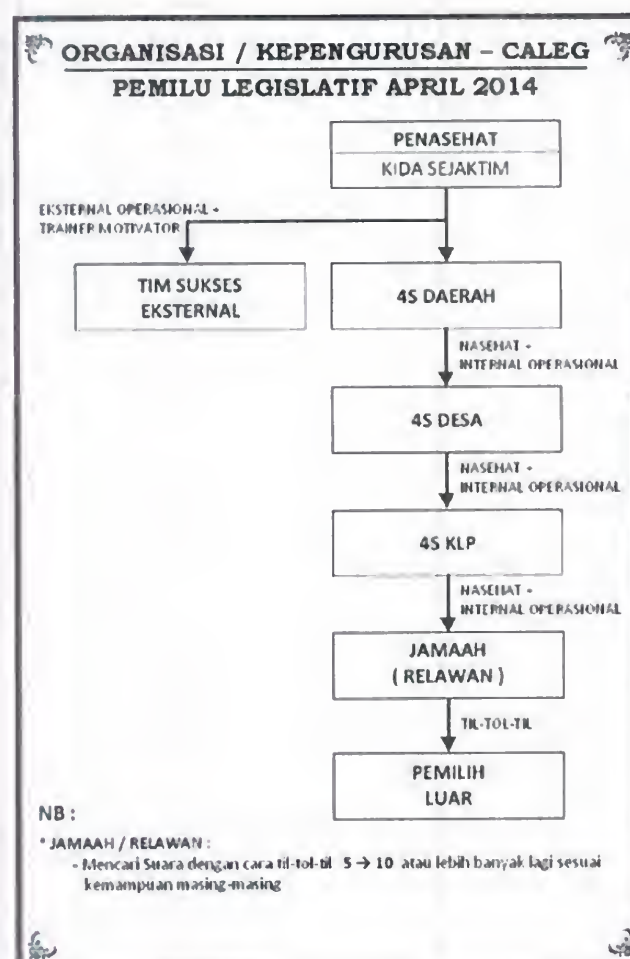 ORGANISASI / KEPENGURUSAN – CALEG
PEMILU LEGISLATIF APRIL 2014
PENASEHAT
KIDA SEJAKTIM
EKSTERNAL OPERASIONAL +
TRAINER MOTIVATOR
TIM SUKSES
EKSTERNAL
4S DAERAH
NASEHAT +
INTERNAL OPERASIONAL
4S DESA
NASEHAT +
INTERNAL OPERASIONAL
4S KLP
NASEHAT +
INTERNAL OPERASIONAL
JAMAAH
( RELAWAN )
TIL-TOL-TIL
PEMILIH
LUAR
NB :
* JAMAAH / RELAWAN :
- Mencari Suara dengan cara til-tol-til 5 → 10 atau lebih banyak lagi sesuai
kemampuan masing-masing